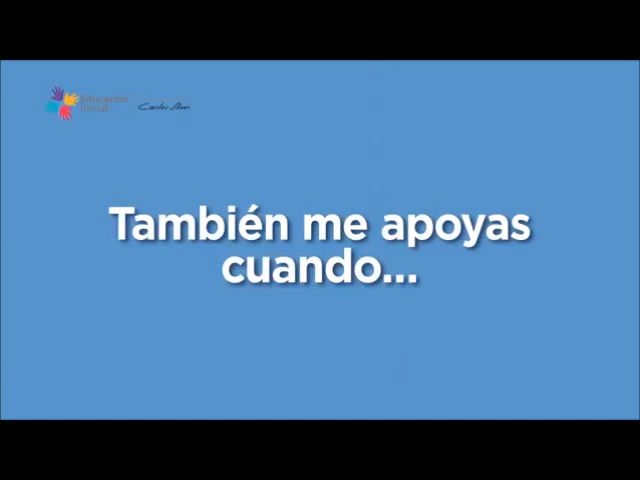 Educación
Inicial
Carlos Slim
También me apoyas
cuando...